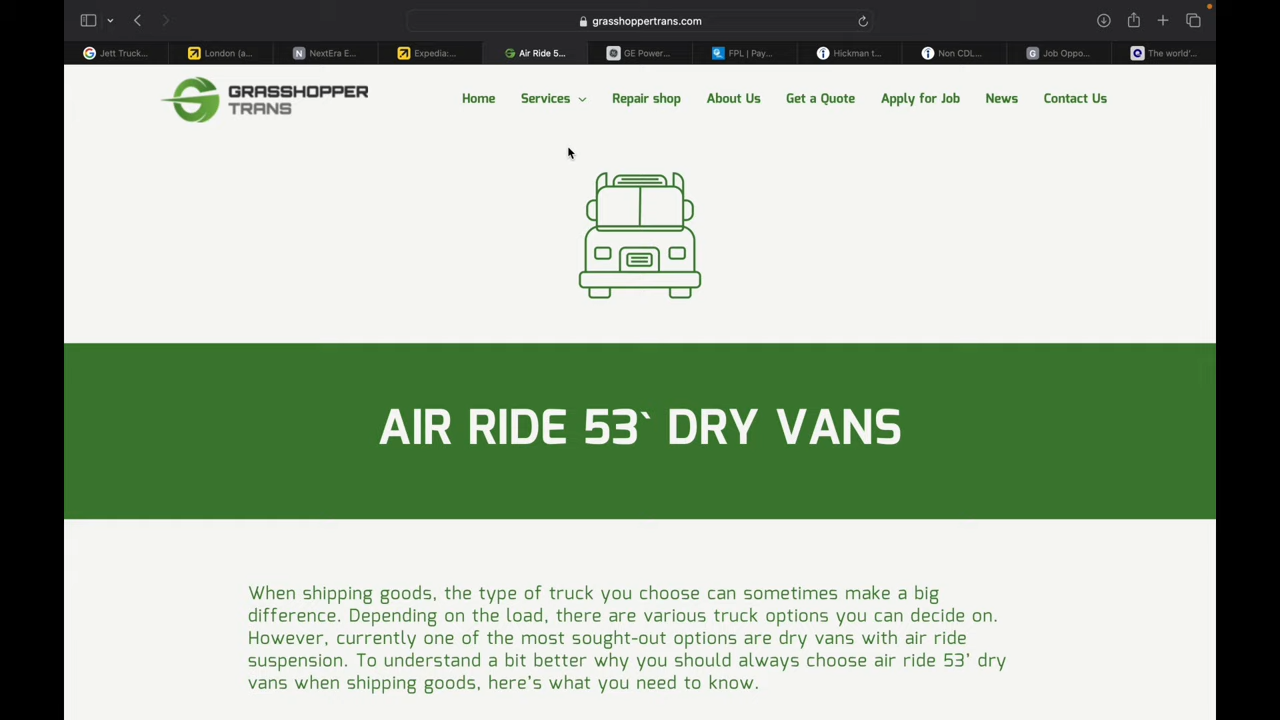 grasshoppertrans.com
Jett Truck...
London (a...
NextEra E...
Expedia:...
Air Ride 5...
GE Power...
FPL | Pay...
Hickman t...
Non CDL...
Job Oppo...
The world'...
GRASSHOPPER
TRANS
Home
Services
Repair shop
About Us
Get a Quote
Apply for Job
News
Contact Us
AIR RIDE 53` DRY VANS
When shipping goods, the type of truck you choose can sometimes make a big
difference. Depending on the load, there are various truck options you can decide on.
However, currently one of the most sought-out options are dry vans with air ride
suspension. To understand a bit better why you should always choose air ride 53’ dry
vans when shipping goods, here’s what you need to know.